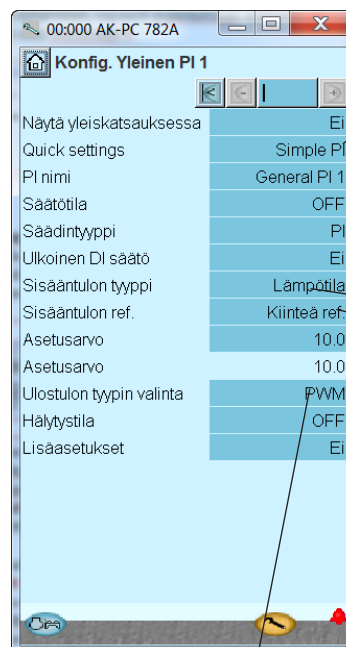 00:000 AK-PC 782A
Konfig. Yleinen PI 1
Näytä yleiskatsauksessa Ei
Quick settings Simple PI
PI nimi General PI 1
Säätötila OFF
Säädintyyppi PI
Ulkoinen DI säätö Ei
Sisääntulon tyyppi Lämpötila
Sisääntulon ref. Kiinteä ref.
Asetusarvo 10.0
Asetusarvo 10.0
Ulostulon tyypin valinta PWM
Hälytystila OFF
Lisäasetukset Ei